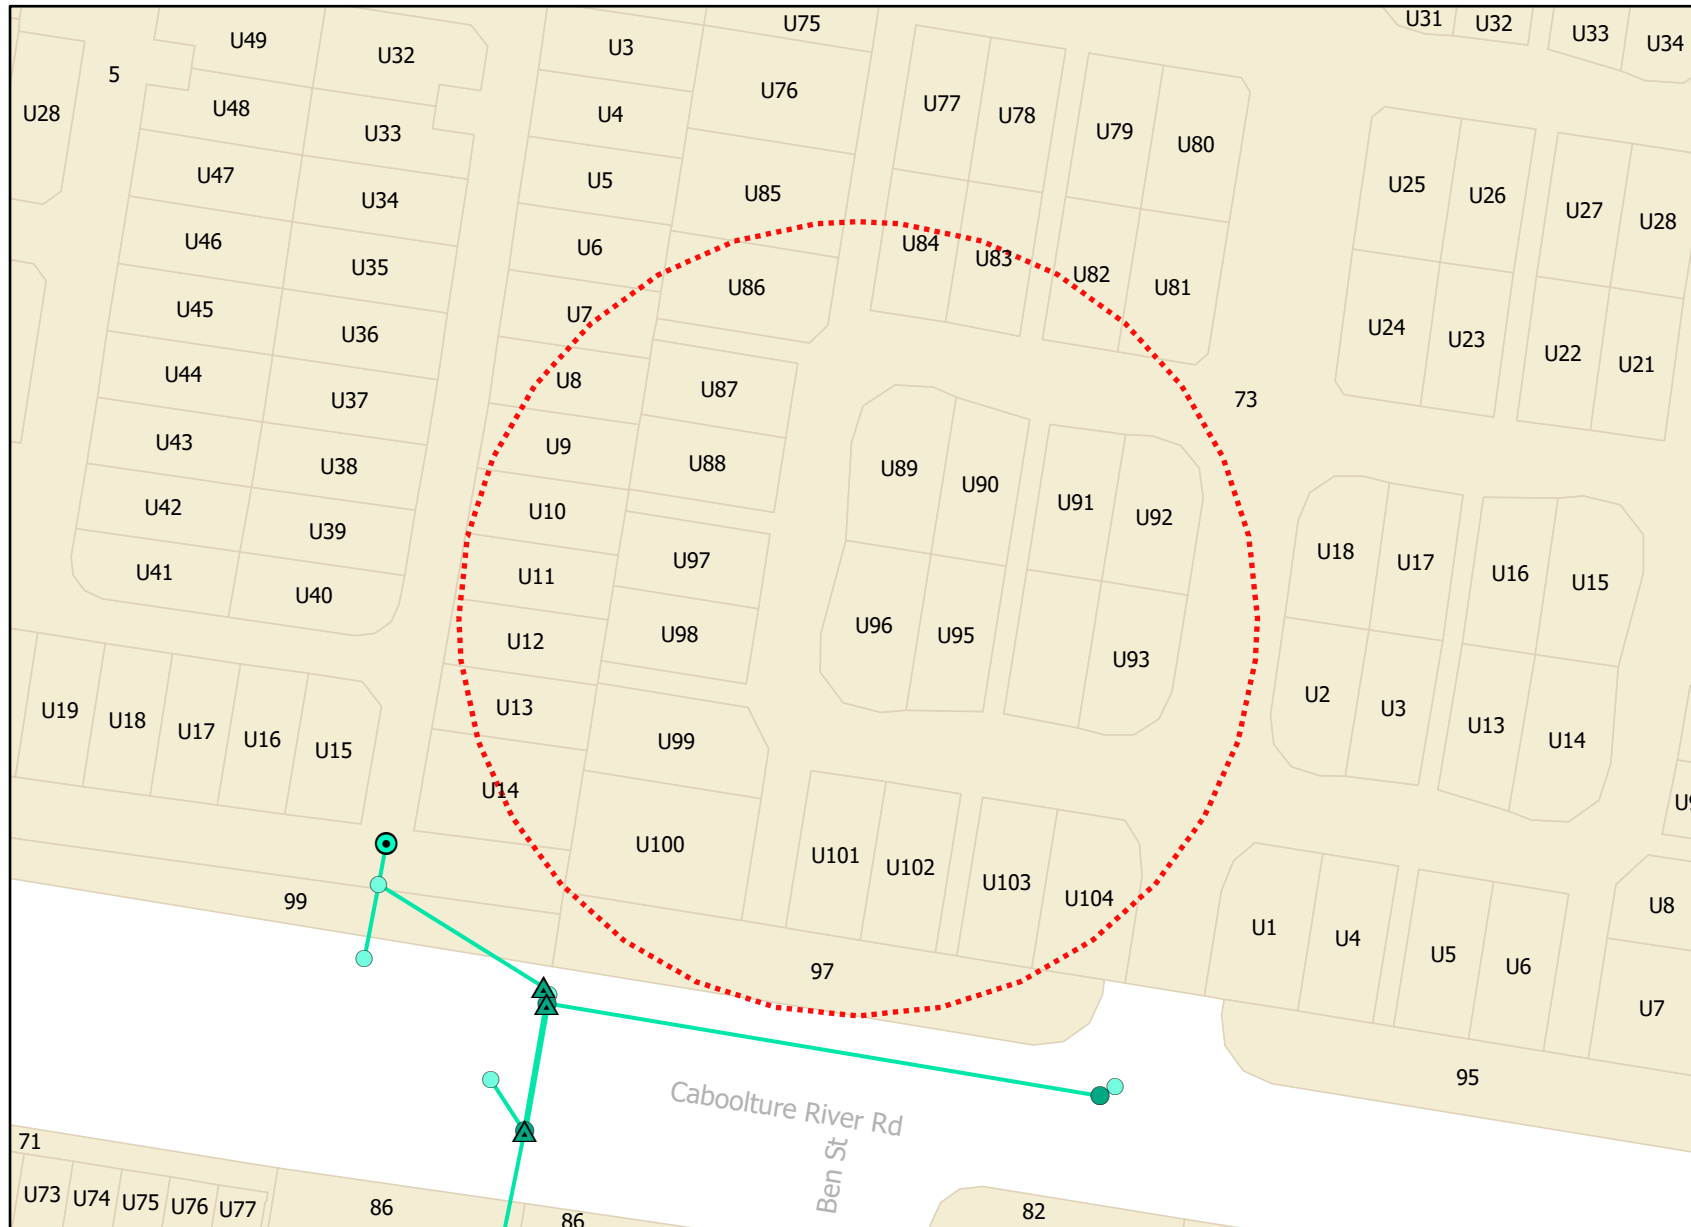 U49
U32
U3
U75
U31
U32
U33
U34
5
U28
U48
U33
U4
U76
U77
U78
U79
U80
U47
U34
U5
U85
U25
U26
U27
U28
U46
U35
U6
U86
U84
U83
U82
U81
U45
U36
U7
U24
U23
U22
U21
U44
U37
U8
U87
73
U43
U38
U9
U88
U89
U90
U91
U92
U42
U39
U10
U41
U40
U11
U97
U18
U17
U16
U15
U12
U98
U96
U95
U93
U19
U18
U17
U16
U15
U13
U99
U2
U3
U13
U14
U14
U100
U101
U102
U103
U104
U1
U4
U5
U6
U8
U7
99
97
95
Caboolture River Rd
Ben St
71
U73
U74
U75
U76
U77
86
86
82